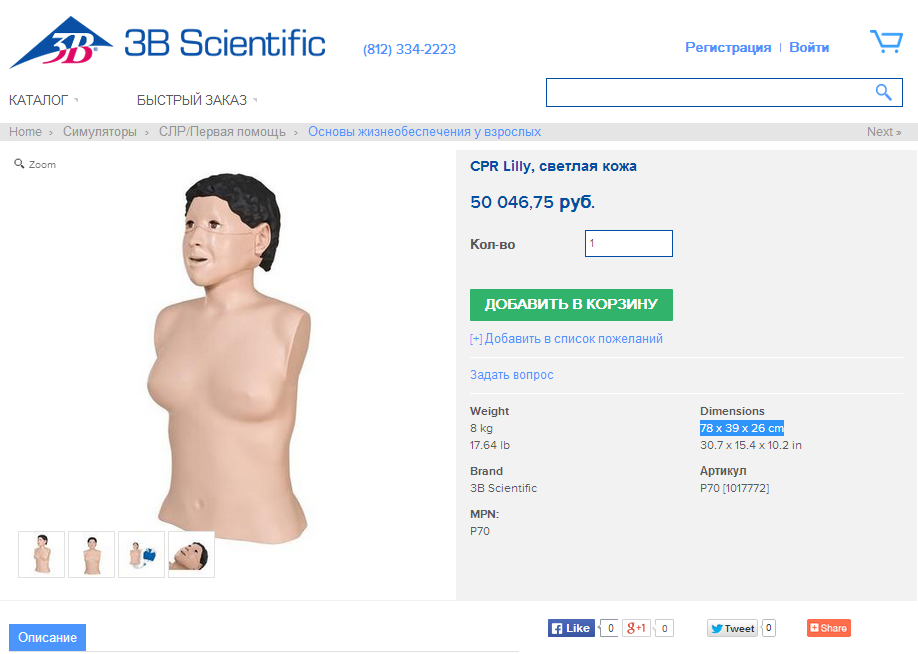 3B Scientific
(812) 334-2223
Регистрация | Войти
КАТАЛОГ
БЫСТРЫЙ ЗАКАЗ
Home › Симуляторы › СЛР/Первая помощь › Основы жизнеобеспечения у взрослых
Next »
Zoom
CPR Lilly, светлая кожа
50 046,75 руб.
Кол-во
1
ДОБАВИТЬ В КОРЗИНУ
[+] Добавить в список пожеланий
Задать вопрос
Weight
8 kg
17.64 lb
Dimensions
78 x 39 x 26 cm
30.7 x 15.4 x 10.2 in
Brand
3B Scientific
Артикул
P70 [1017772]
MPN:
P70
Описание
Like 0
g+1 0
Tweet 0
Share